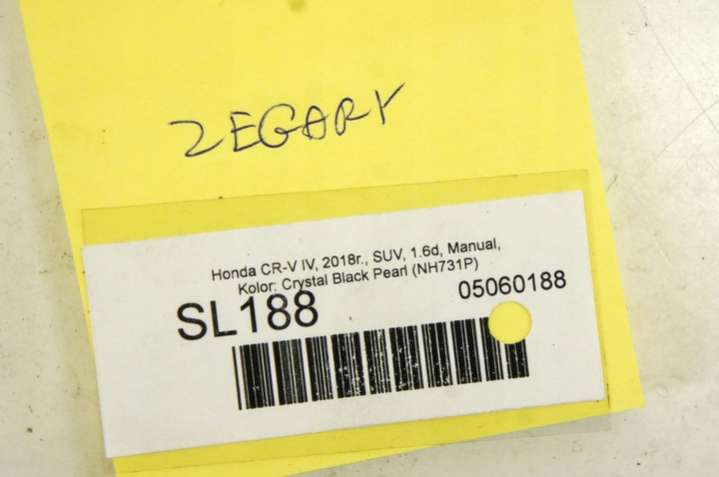 ZEGARY
Honda CR-V IV, 2018r., SUV, 1.6d, Manual,
Kolor: Crystal Black Pearl (NH731P)
SL188
05060188